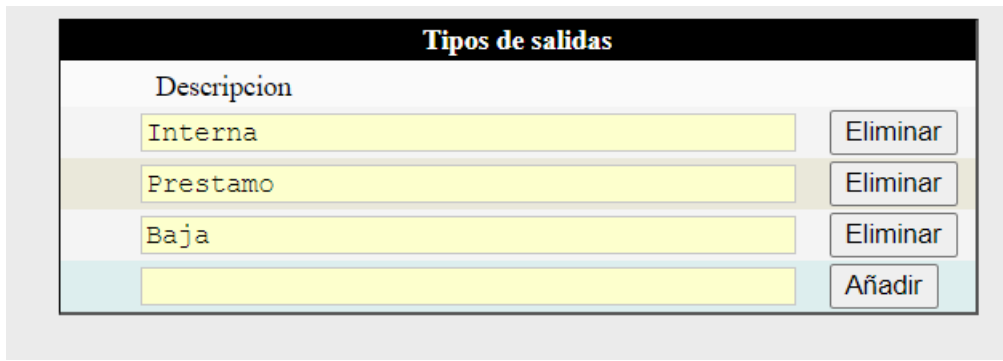 Tipos de salidas
Descripcion
Interna Eliminar
Prestamo Eliminar
Baja Eliminar
Añadir